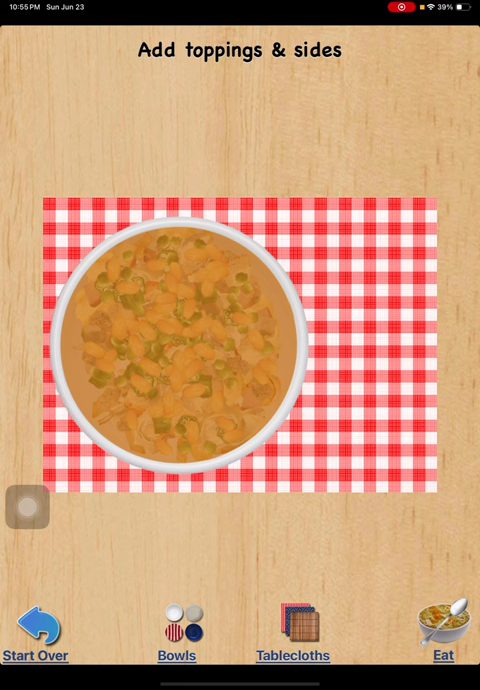 10:55 PM Sun Jun 23
39%
Add toppings & sides
Start Over
Bowls
Tablecloths
Eat